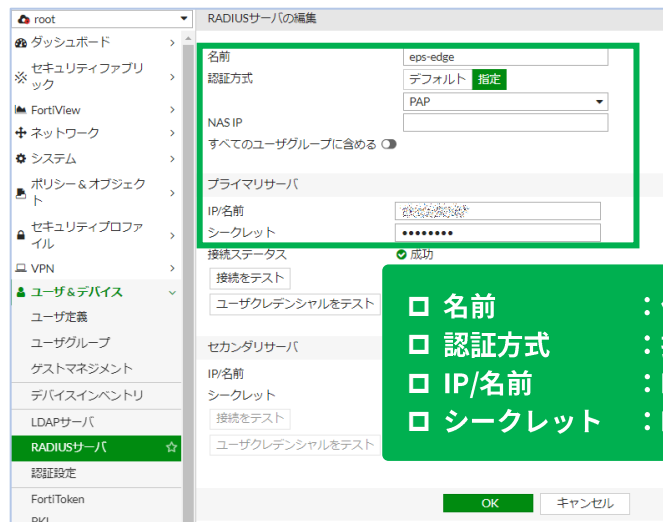 root
RADIUSサーバの編集
ダッシュボード
セキュリティファブリ
ック
FortiView
ネットワーク
システム
ポリシー＆オブジェク
ト
セキュリティプロファ
イル
VPN
ユーザ＆デバイス
ユーザ定義
ユーザグループ
ゲストマネジメント
デバイスインベントリ
LDAPサーバ
RADIUSサーバ
認証設定
FortiToken
PKI
名前 eps-edge
認証方式 デフォルト 指定
PAP
NAS IP
すべてのユーザグループに含める
プライマリサーバ
IP/名前
シークレット ••••••••
接続ステータス 成功
接続をテスト
ユーザクレデンシャルをテスト
セカンダリサーバ
IP/名前
シークレット
接続をテスト
ユーザクレデンシャルをテスト
名前 ：
認証方式 ：
IP/名前 ：
シークレット ：
OK キャンセル